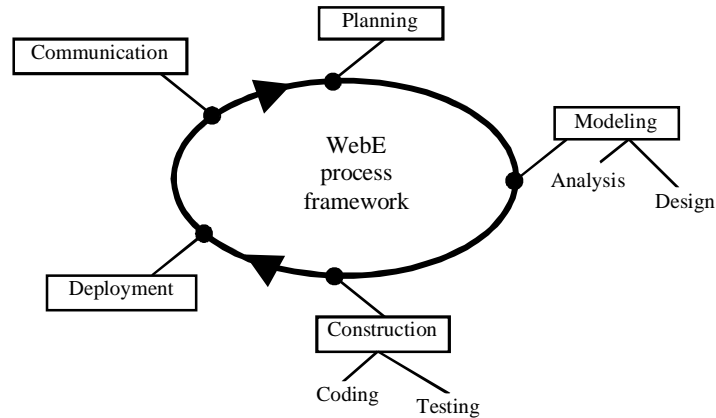 Planning
Communication
Modeling
WebE
process
framework
Analysis
Design
Deployment
Construction
Coding
Testing